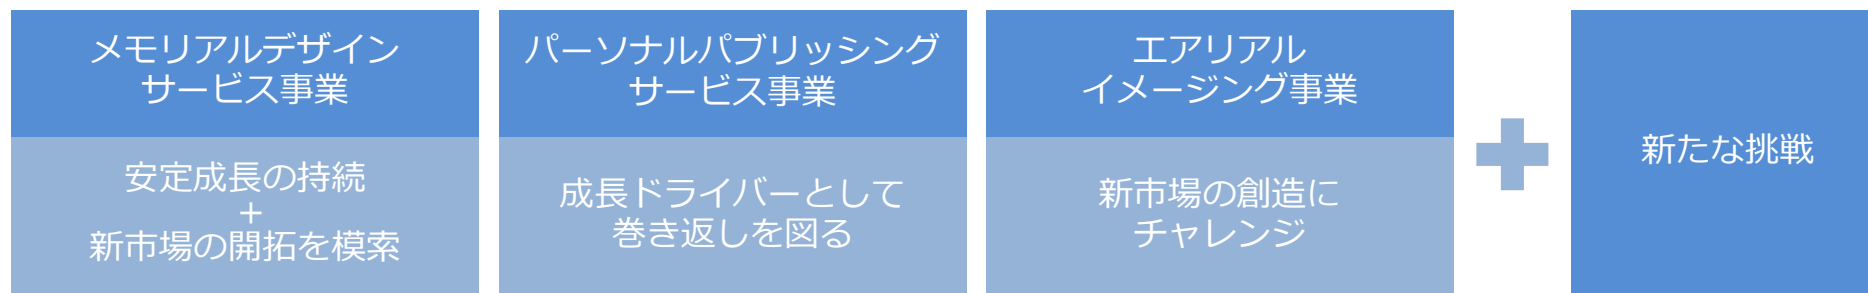 メモリアルデザイン
サービス事業
安定成長の持続
+
新市場の開拓を模索
パーソナルパブリッシング
サービス事業
成長ドライバーとして
巻き返しを図る
エアリアル
イメージング事業
新市場の創造に
チャレンジ
新たな挑戦